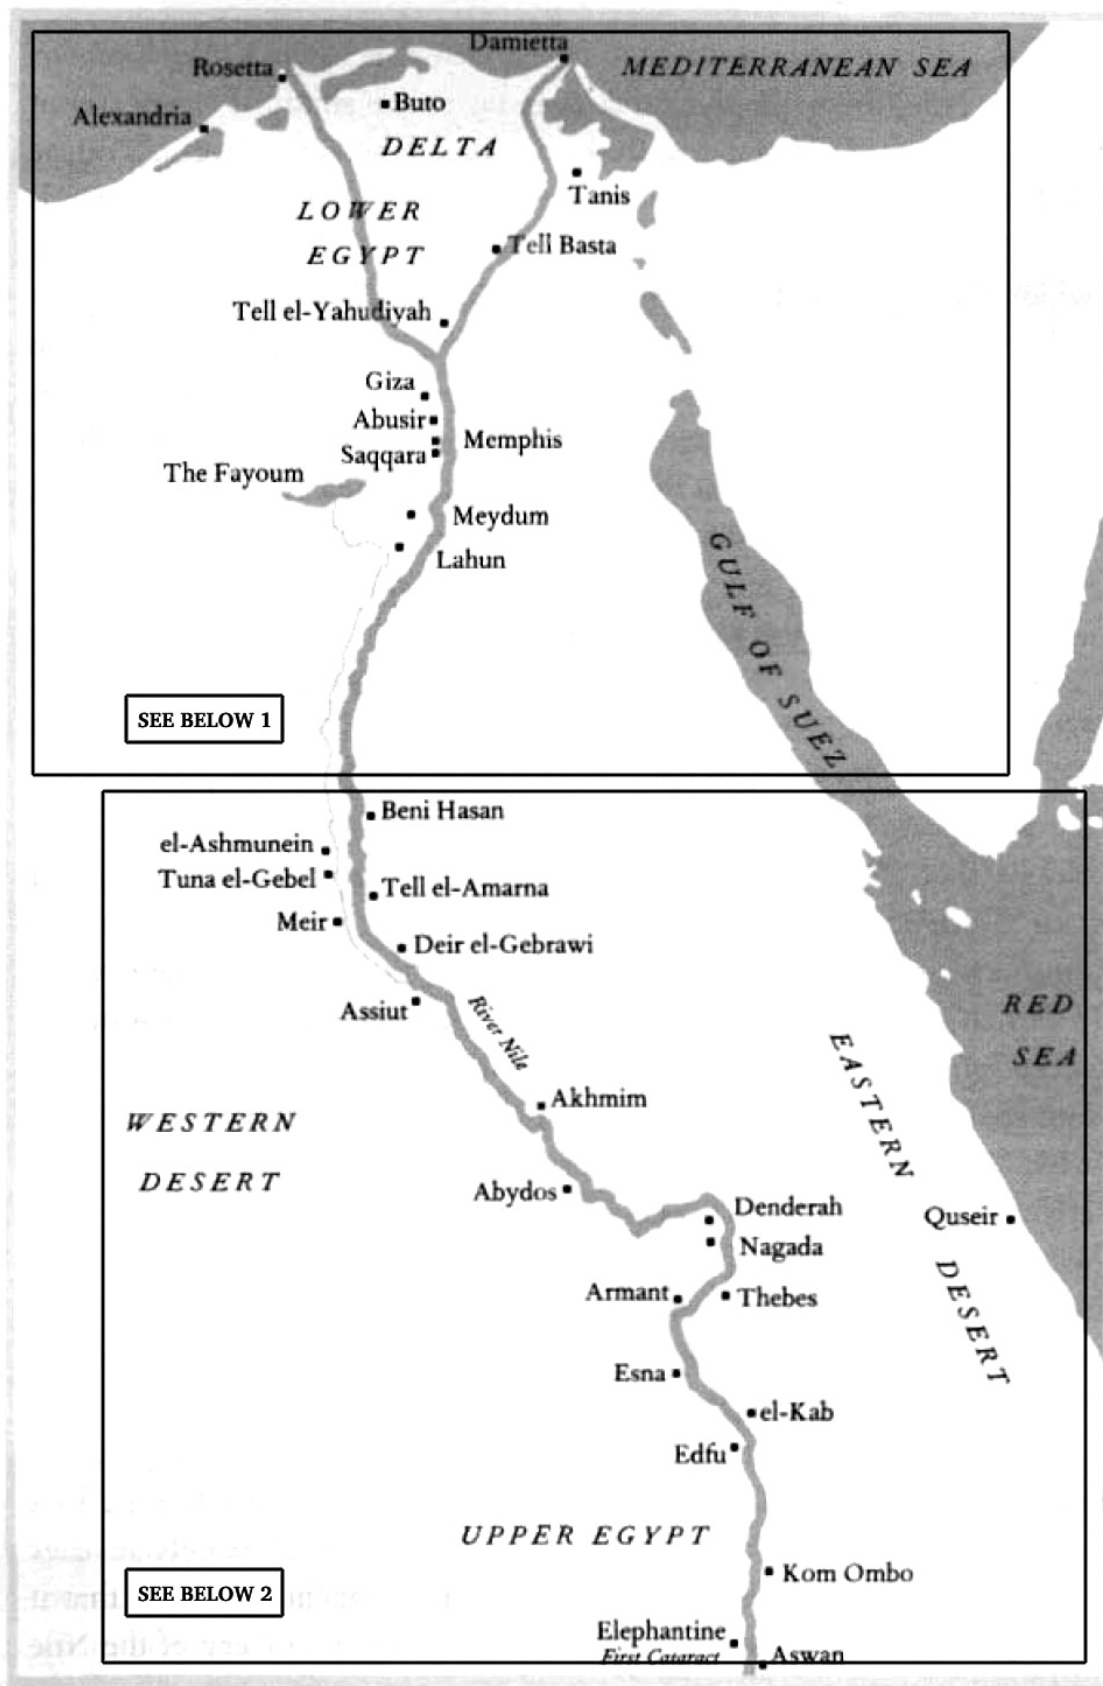 Damietta
MEDITERRANEAN SEA
Rosetta
Buto
Alexandria
DELTA
Tanis
LOWER
EGYPT
Tell Basta
Tell el-Yahudiyah
Giza
Abusir
Memphis
Saqqara
The Fayoum
Meydum
Lahun
GULF OF SUEZ
SEE BELOW 1
Beni Hasan
el-Ashmunein
Tuna el-Gebel
Tell el-Amarna
Meir
Deir el-Gebrawi
Assiut
River Nile
RED
SEA
EASTERN DESERT
Akhmim
WESTERN
DESERT
Abydos
Denderah
Quseir
Nagada
Armant
Thebes
Esna
el-Kab
Edfu
UPPER EGYPT
Kom Ombo
SEE BELOW 2
Elephantine
First Cataract
Aswan